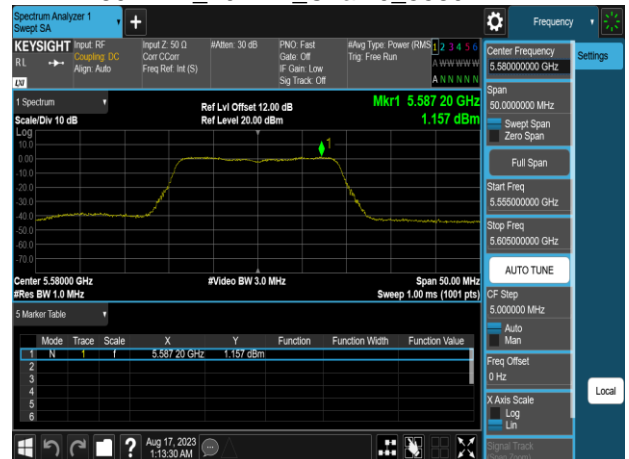 Spectrum Analyzer 1
Swept SA
Frequency
KEYSIGHT
RL
Input: RF
Coupling: DC
Align: Auto
Input Z: 50 Ω
Corr CCorr
Freq Ref: Int (S)
#Atten: 30 dB
PNO: Fast
Gate: Off
IF Gain: Low
Sig Track: Off
#Avg Type: Power (RMS
Trig: Free Run
1 2 3 4 5 6
A W W W W W
A N N N N N
LXI
1 Spectrum
Scale/Div 10 dB
Ref Lvl Offset 12.00 dB
Ref Level 20.00 dBm
Mkr1 5.587 20 GHz
1.157 dBm
Log
10.0
0.00
-10.0
-20.0
-30.0
-40.0
-50.0
-60.0
-70.0
1
Center 5.58000 GHz
#Res BW 1.0 MHz
#Video BW 3.0 MHz
Span 50.00 MHz
Sweep 1.00 ms (1001 pts)
5 Marker Table
Mode Trace Scale X Y Function Function Width Function Value
1 N 1 f 5.587 20 GHz 1.157 dBm
2
3
4
5
6
Aug 17, 2023
1:13:30 AM
Center Frequency
5.580000000 GHz
Span
50.0000000 MHz
Swept Span
Zero Span
Full Span
Start Freq
5.555000000 GHz
Stop Freq
5.605000000 GHz
AUTO TUNE
CF Step
5.000000 MHz
Auto
Man
Freq Offset
0 Hz
X Axis Scale
Log
Lin
Signal Track
(Span Zoom)
Settings
Local